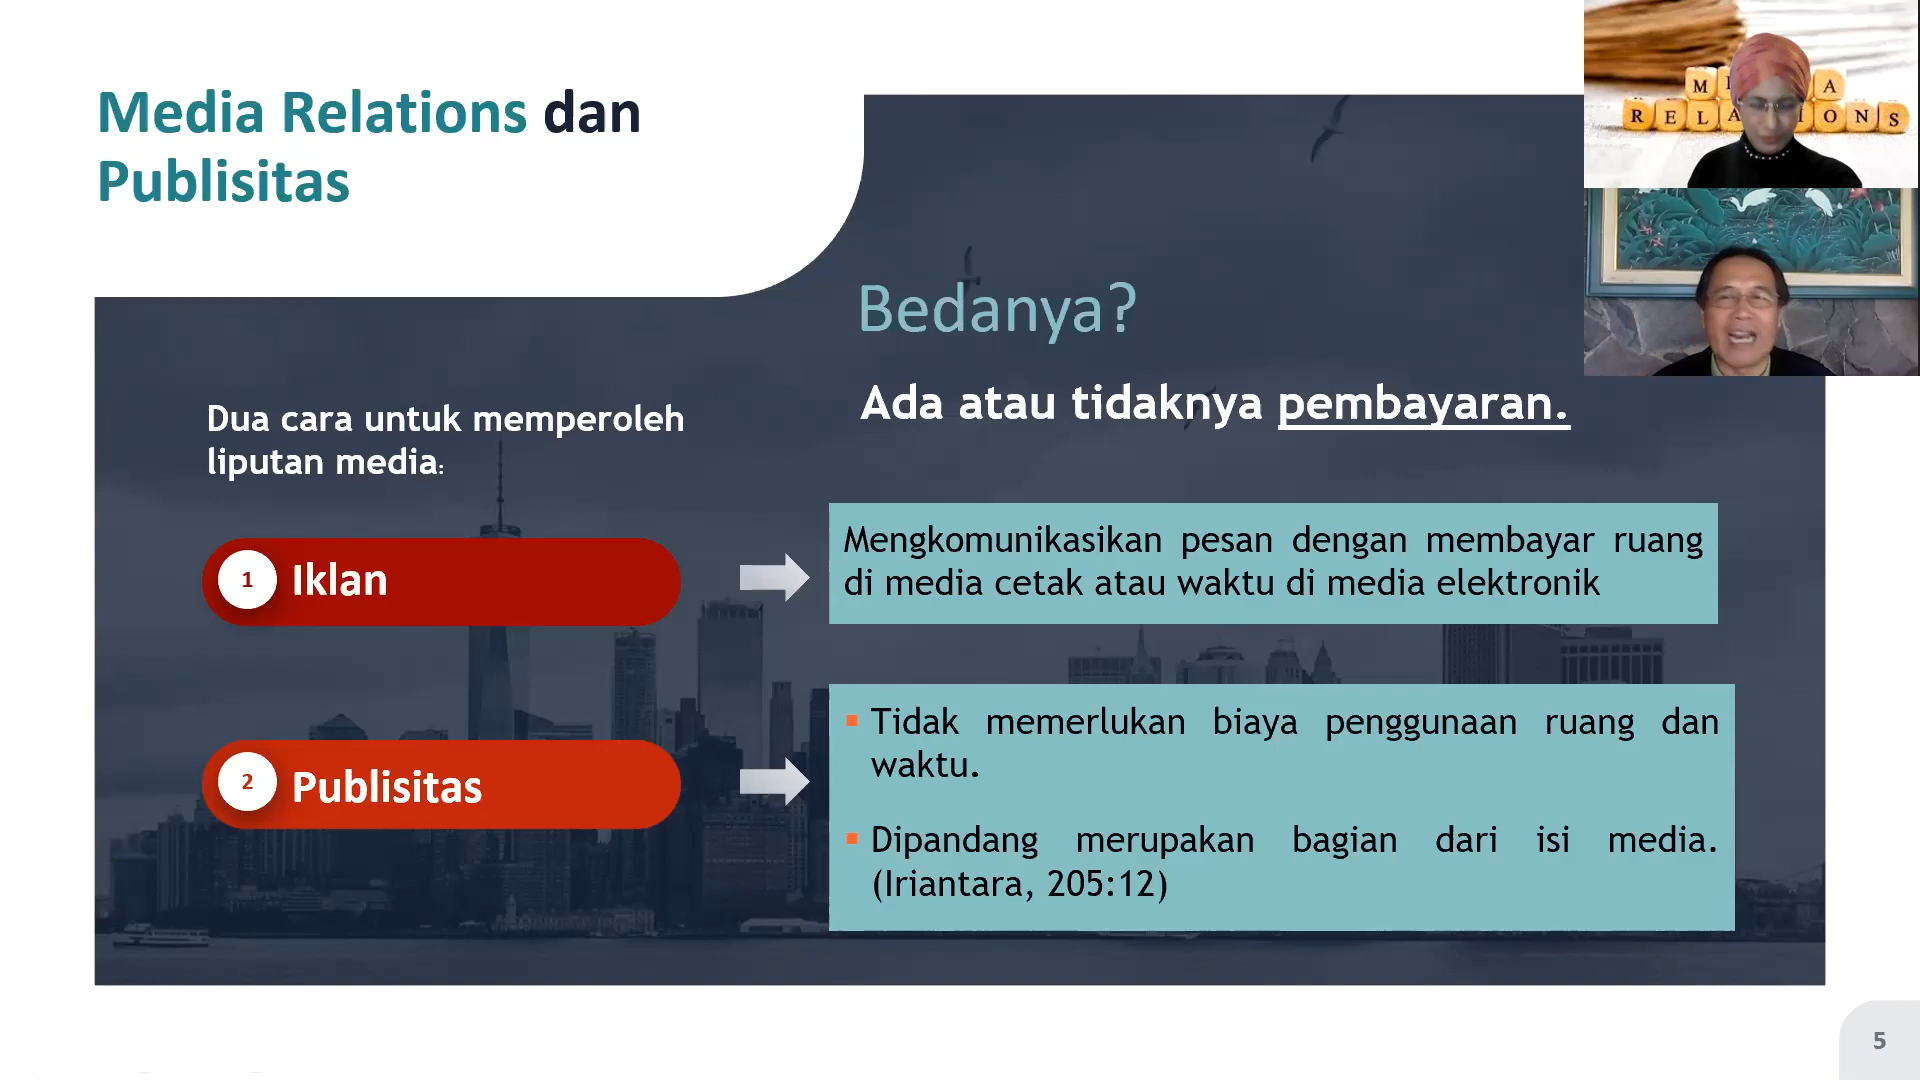 Media Relations dan
Publisitas
Bedanya?
Ada atau tidaknya pembayaran.
Dua cara untuk memperoleh
liputan media:
1 Iklan
Mengkomunikasikan pesan dengan membayar ruang
di media cetak atau waktu di media elektronik
2 Publisitas
▪ Tidak memerlukan biaya penggunaan ruang dan
waktu.
▪ Dipandang merupakan bagian dari isi media.
(Iriantara, 205:12)
5